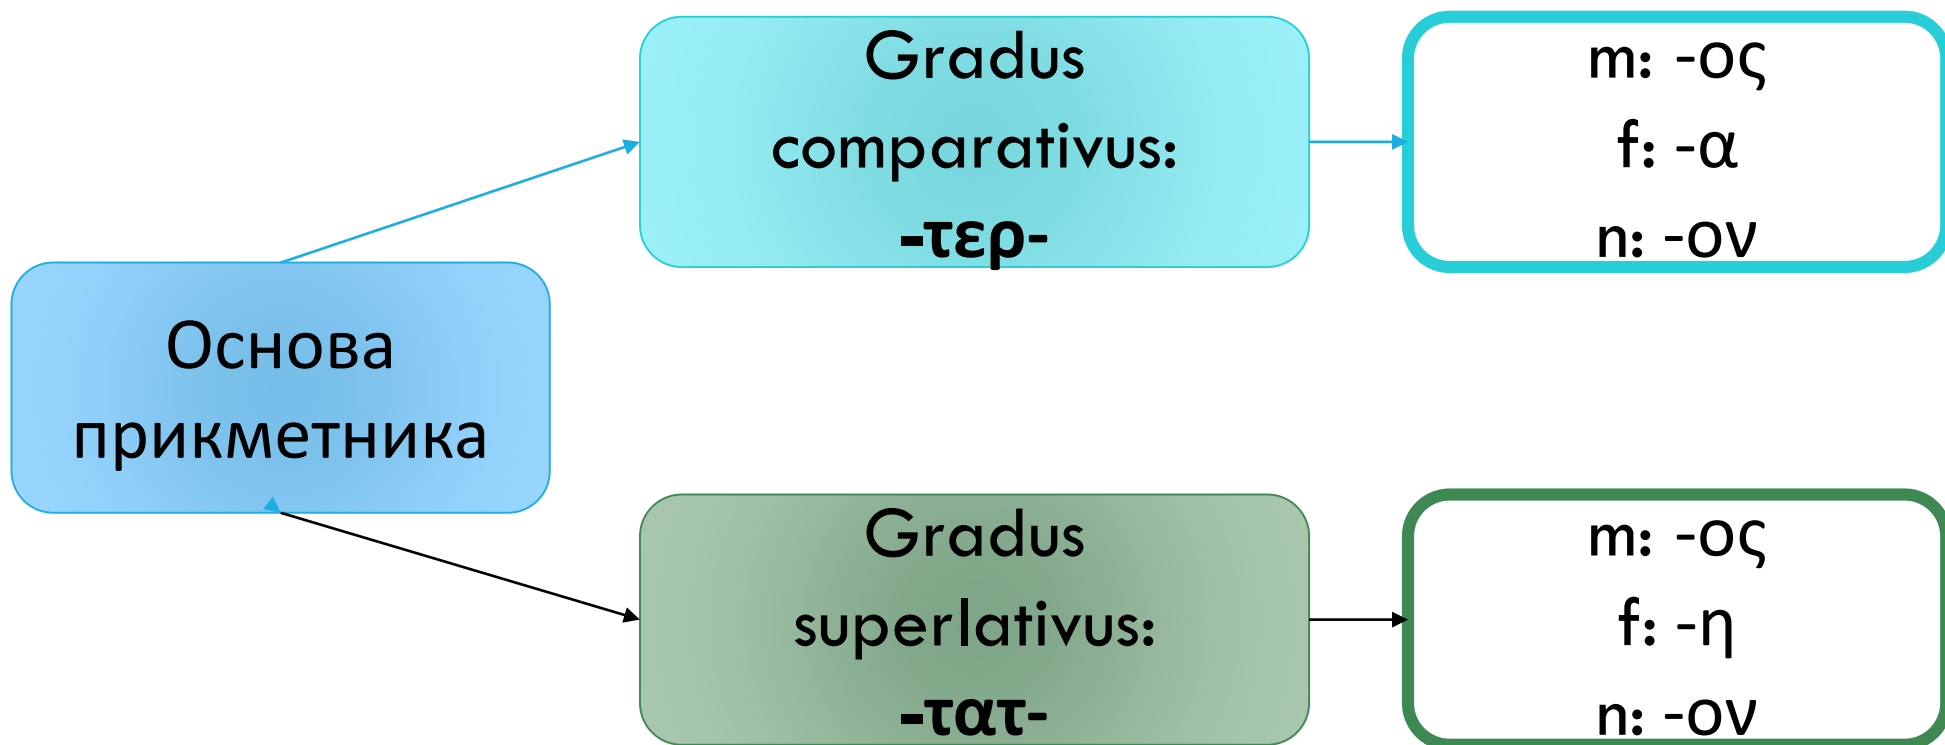 Gradus
comparativus:
-τερ-
m: -ος
f: -α
n: -ον
Основа
прикметника
Gradus
superlativus:
-τατ-
m: -ος
f: -η
n: -ον